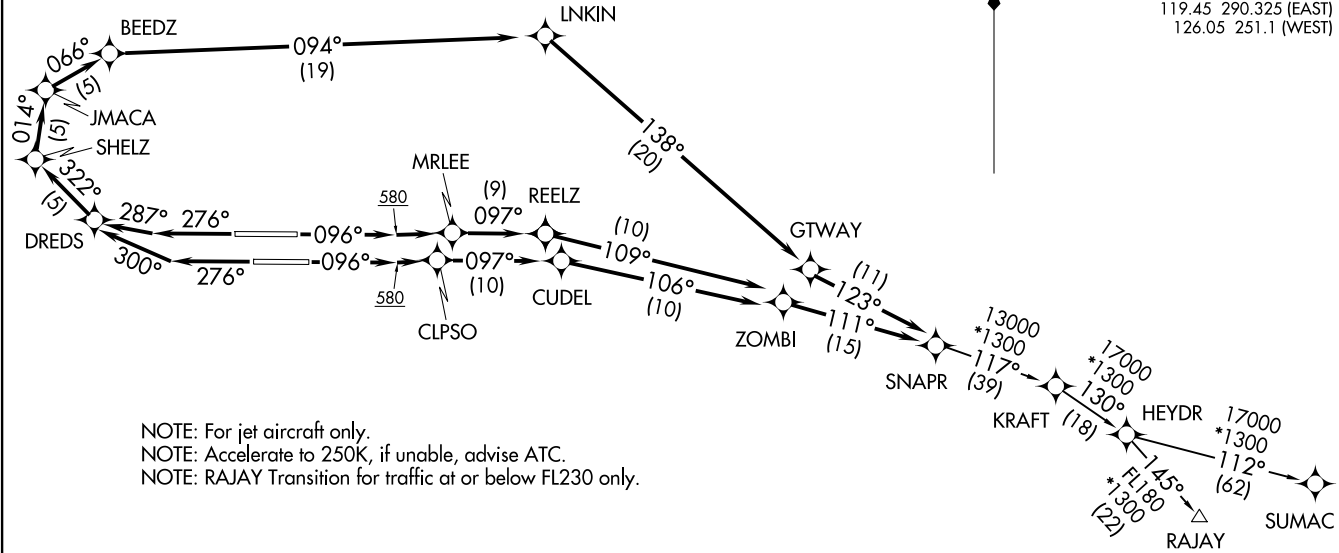 119.45 290.325 (EAST)
126.05 251.1 (WEST)
LNKIN
BEEDZ
094°
(19)
066°
(5)
JMACA
014°
(5)
SHELZ
138°
(20)
MRLEE
322°
(5)
580
(9)
097°
REELZ
(10)
109°
GTWAY
(11)
123°
DREDS
287°
276°
096°
300°
276°
096°
580
097°
(10)
CLPSO
CUDEL
106°
(10)
ZOMBI
111°
(15)
SNAPR
13000
*1300
117°
(39)
KRAFT
17000
*1300
130°
(18)
HEYDR
17000
*1300
112°
(62)
SUMAC
145°
FL180
*1300
(22)
RAJAY
NOTE: For jet aircraft only.
NOTE: Accelerate to 250K, if unable, advise ATC.
NOTE: RAJAY Transition for traffic at or below FL230 only.